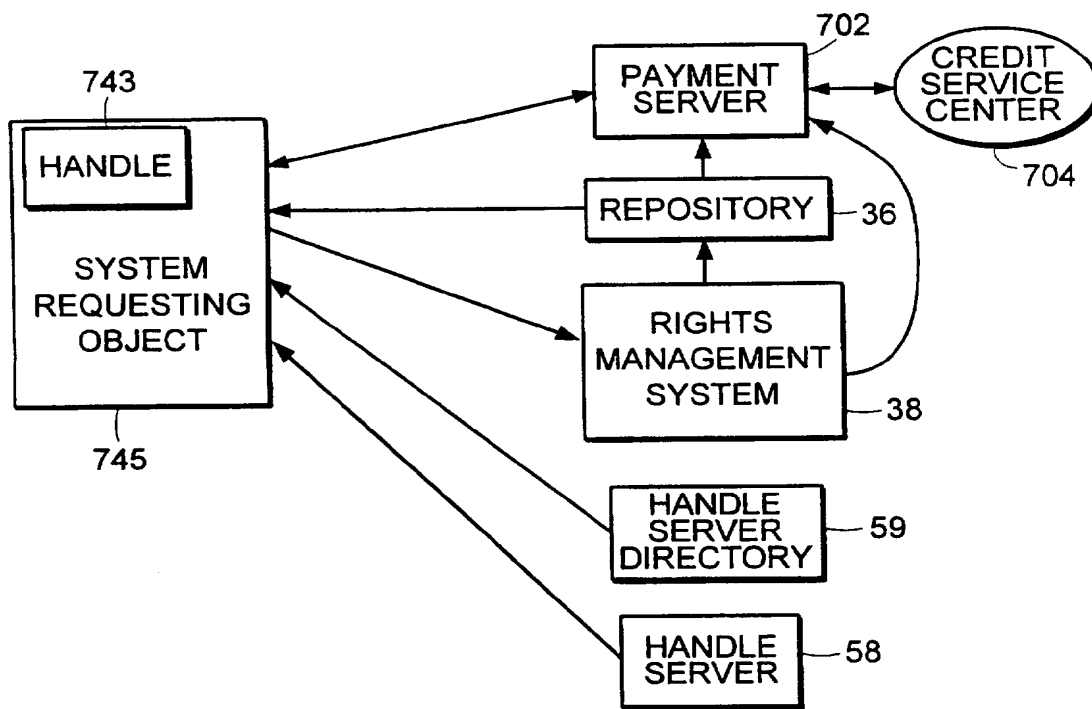 702
PAYMENT
SERVER
CREDIT
SERVICE
CENTER
704
743
HANDLE
SYSTEM
REQUESTING
OBJECT
745
REPOSITORY
36
RIGHTS
MANAGEMENT
SYSTEM
38
HANDLE
SERVER
DIRECTORY
59
HANDLE
SERVER
58